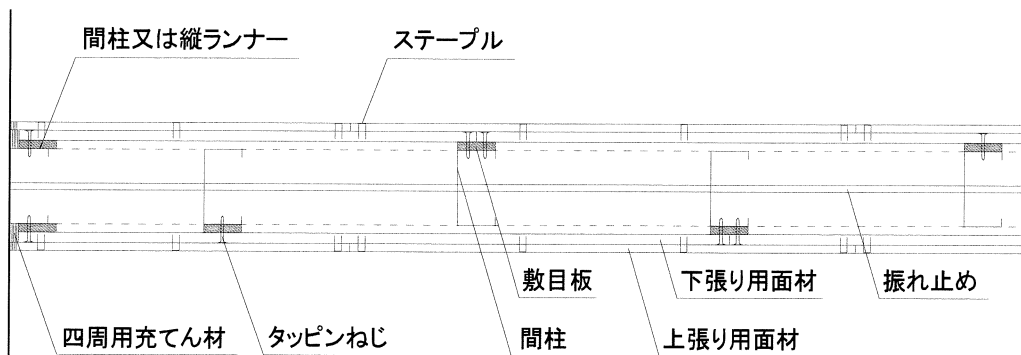 間柱又は縦ランナー
ステープル
敷目板
下張り用面材
振れ止め
四周用充てん材
タッピンねじ
間柱
上張り用面材